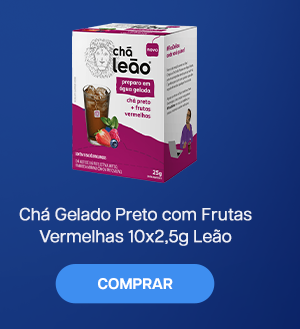 novo
chá
leão
preparo em
água gelada
chá preto
+ frutas
vermelhas
25g
Chá Gelado Preto com Frutas
Vermelhas 10x2,5g Leão
COMPRAR